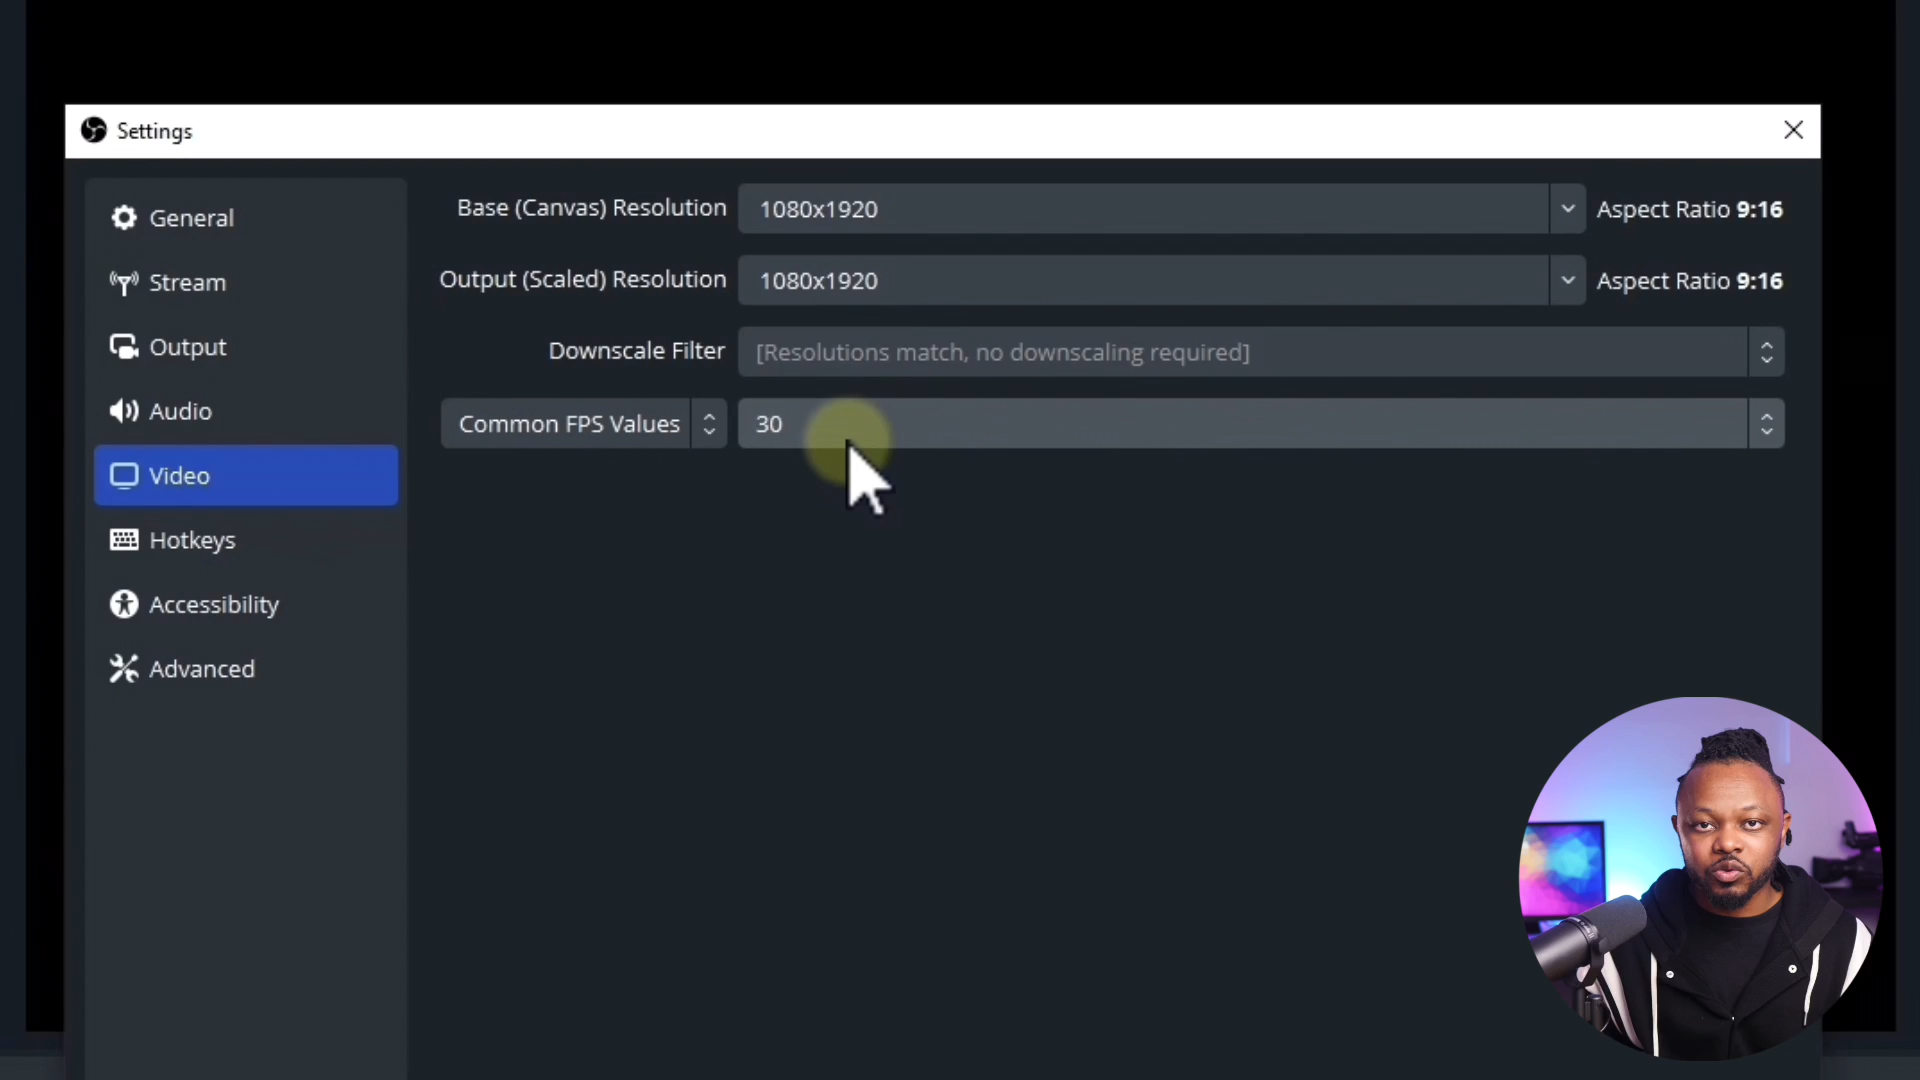 Settings
General
Stream
Output
Audio
Video
Hotkeys
Accessibility
Advanced
Base (Canvas) Resolution 1080x1920 Aspect Ratio 9:16
Output (Scaled) Resolution 1080x1920 Aspect Ratio 9:16
Downscale Filter [Resolutions match, no downscaling required]
Common FPS Values 30